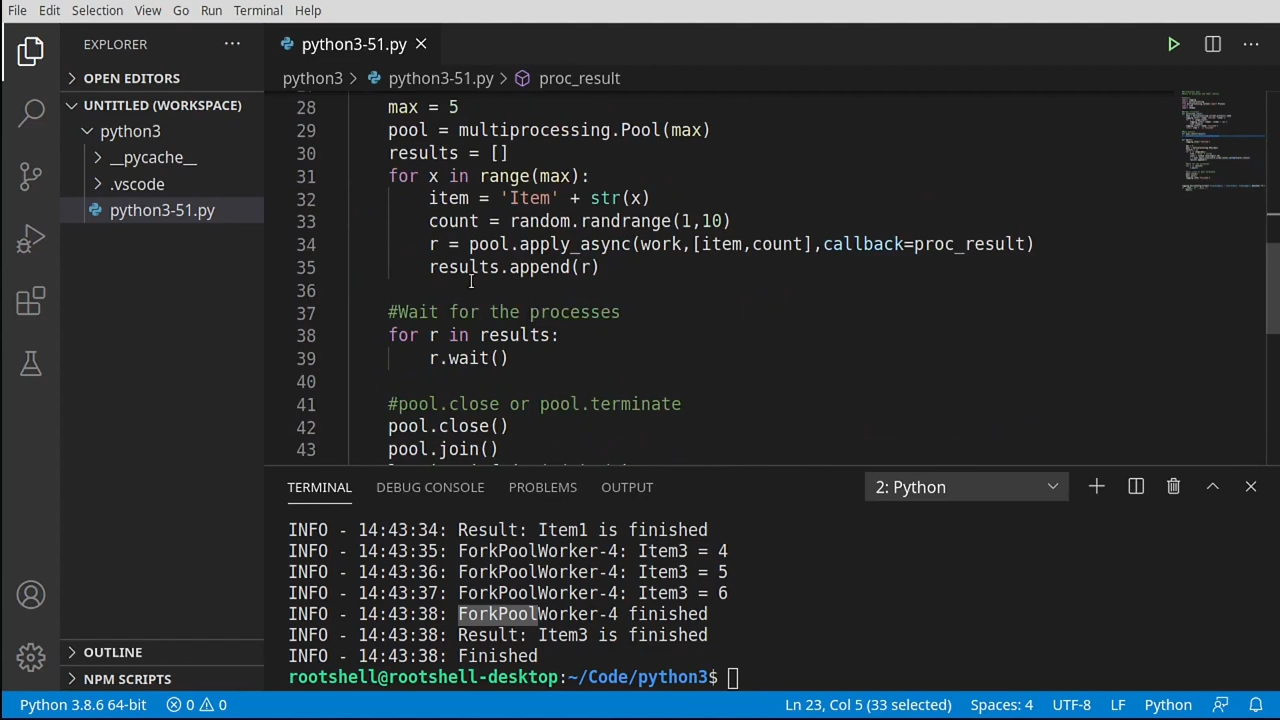 File Edit Selection View Go Run Terminal Help
EXPLORER
python3-51.py
OPEN EDITORS
python3 python3-51.py proc_result
UNTITLED (WORKSPACE)
python3
__pycache__
.vscode
python3-51.py
28 max = 5
29 pool = multiprocessing.Pool(max)
30 results = []
31 for x in range(max):
32 item = 'Item' + str(x)
33 count = random.randrange(1,10)
34 r = pool.apply_async(work,[item,count],callback=proc_result)
35 results.append(r)
36
37 #Wait for the processes
38 for r in results:
39 r.wait()
40
41 #pool.close or pool.terminate
42 pool.close()
43 pool.join()
TERMINAL DEBUG CONSOLE PROBLEMS OUTPUT 2: Python
INFO - 14:43:34: Result: Item1 is finished
INFO - 14:43:35: ForkPoolWorker-4: Item3 = 4
INFO - 14:43:36: ForkPoolWorker-4: Item3 = 5
INFO - 14:43:37: ForkPoolWorker-4: Item3 = 6
INFO - 14:43:38: ForkPoolWorker-4 finished
INFO - 14:43:38: Result: Item3 is finished
INFO - 14:43:38: Finished
rootshell@rootshell-desktop:~/Code/python3$
OUTLINE
NPM SCRIPTS
Python 3.8.6 64-bit 0 0 Ln 23, Col 5 (33 selected) Spaces: 4 UTF-8 LF Python